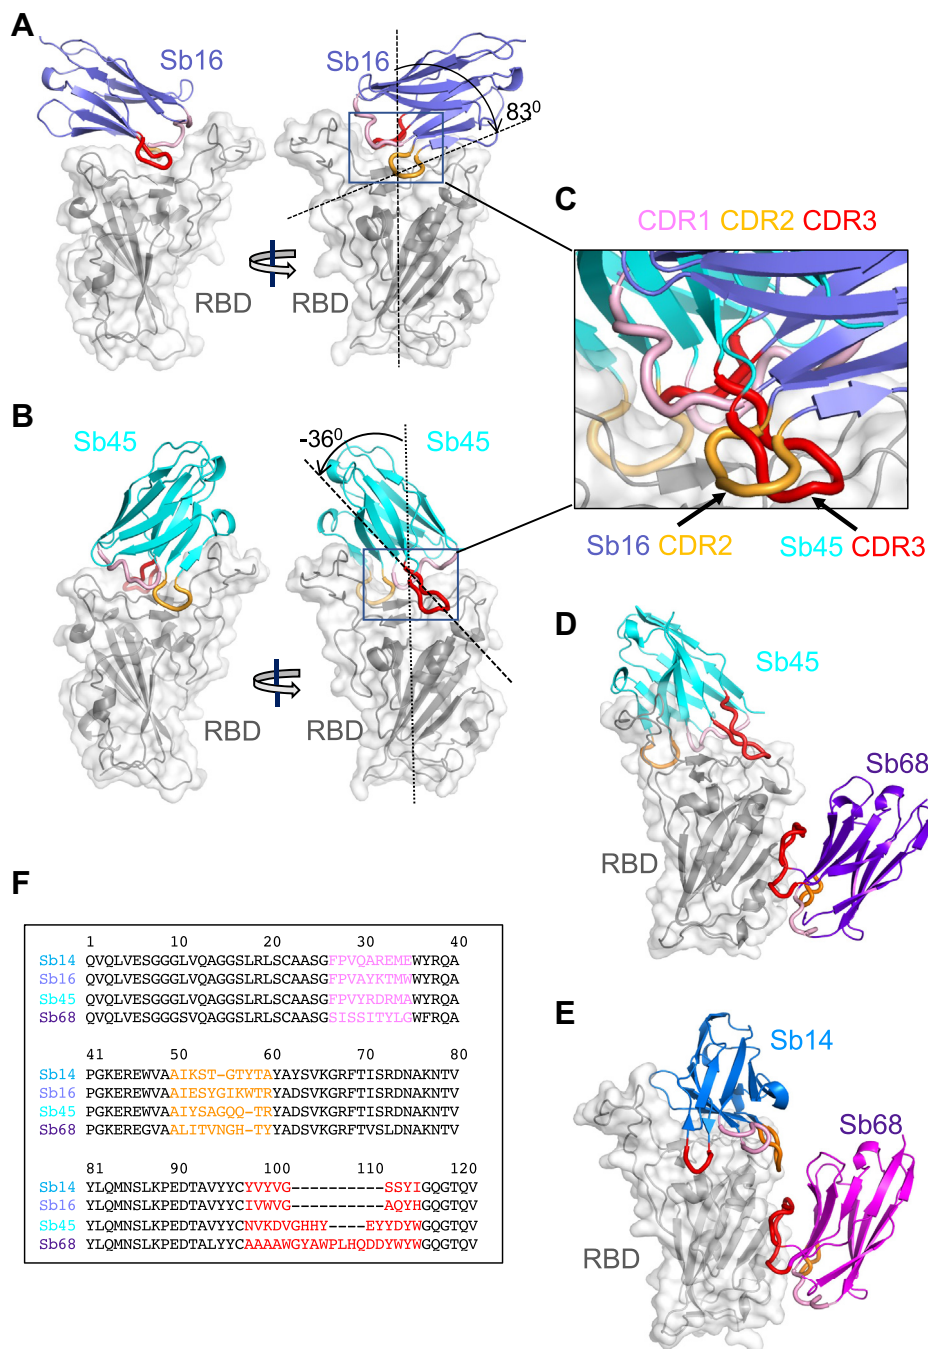 A
Sb16
Sb16
83⁰
RBD
RBD
C
CDR1 CDR2 CDR3
Sb16 CDR2
Sb45 CDR3
B
Sb45
-36⁰
Sb45
RBD
RBD
D
Sb45
Sb68
RBD
E
Sb14
Sb68
RBD
F
1 10 20 30 40
Sb14 QVQLVESGGGLVQAGGSLRLSCAASGFPVQAREMEWYRQA
Sb16 QVQLVESGGGLVQAGGSLRLSCAASGFPVAYKTMWWYRQA
Sb45 QVQLVESGGGLVQAGGSLRLSCAASGFPVYRDRMAWYRQA
Sb68 QVQLVESGGGSVQAGGSLRLSCAASGSISSITYLGWFRQA
41 50 60 70 80
Sb14 PGKEREWVAAIKST-GTYTAYAYSVKGRFTISRDNAKNTV
Sb16 PGKEREWVAAIESYGIKWTRYADSVKGRFTISRDNAKNTV
Sb45 PGKEREWVAAIYSAGQQ-TRYADSVKGRFTISRDNAKNTV
Sb68 PGKEREGVAALITVNGH-TYYADSVKGRFTVSLDNAKNTV
81 90 100 110 120
Sb14 YLQMNSLKPEDTAVYYCYVYVG----------SSYIGQGTQV
Sb16 YLQMNSLKPEDTAVYYCIVWVG----------AQYHGQGTQV
Sb45 YLQMNSLKPEDTAVYYCNVKDVGHHY----EYYDYWGQGTQV
Sb68 YLQMNSLKPEDTALYYCAAAAWGYAWPLHQDDYWYWGQGTQV